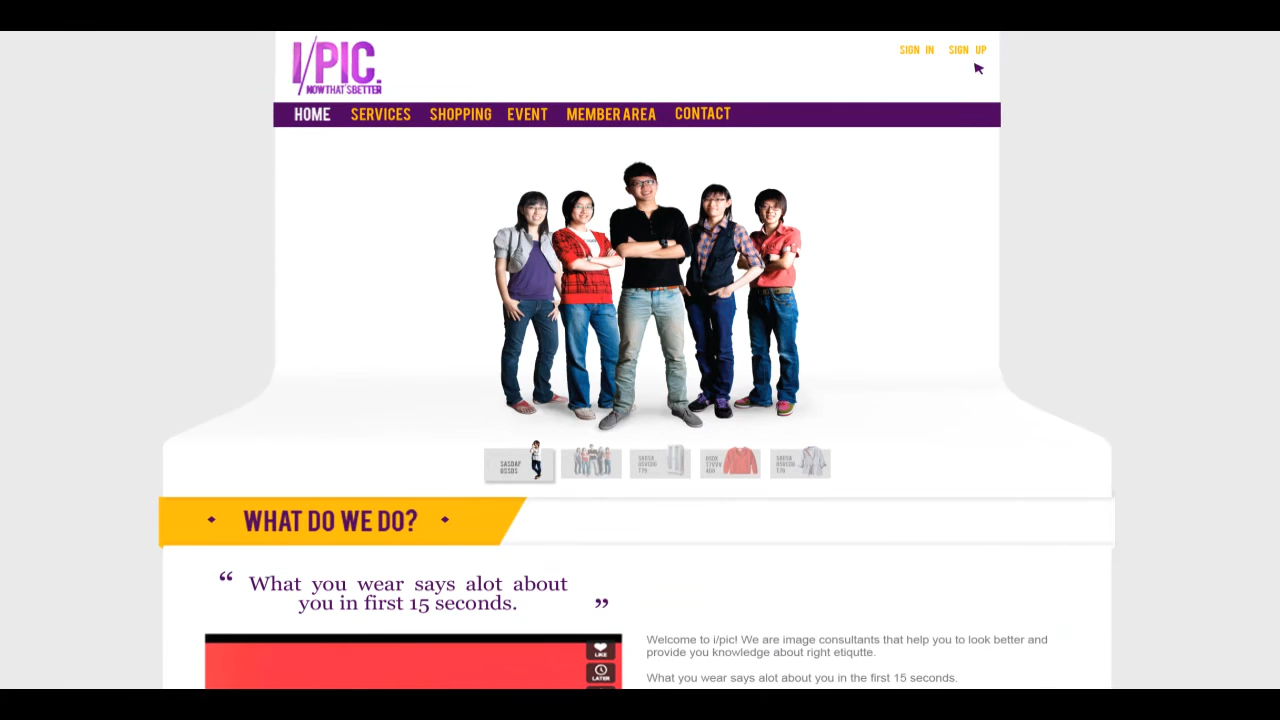 I/PIC.
NOW THAT'S BETTER
SIGN IN SIGN UP
HOME SERVICES SHOPPING EVENT MEMBER AREA CONTACT
WHAT DO WE DO?
“ What you wear says alot about
you in first 15 seconds. ”
LIKE
LATER
Welcome to i/pic! We are image consultants that help you to look better and
provide you knowledge about right etiqutte.
What you wear says alot about you in the first 15 seconds.